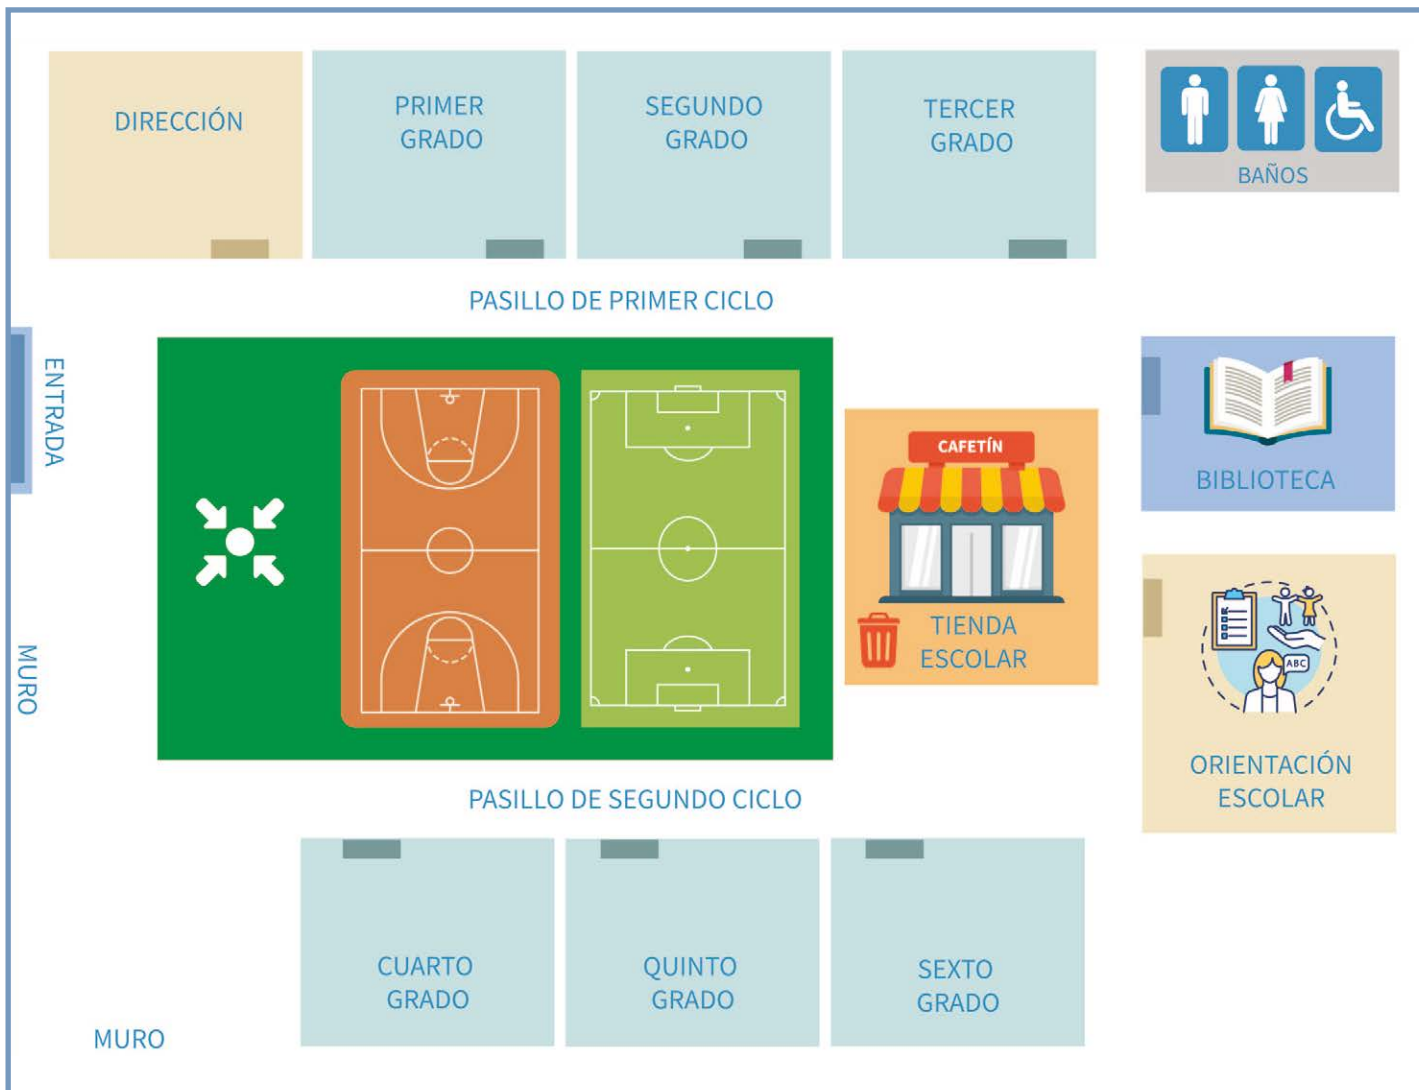 DIRECCIÓN
PRIMER
GRADO
SEGUNDO
GRADO
TERCER
GRADO
BAÑOS
PASILLO DE PRIMER CICLO
ENTRADA
MURO
CAFETÍN
TIENDA
ESCOLAR
BIBLIOTECA
ABC
ORIENTACIÓN
ESCOLAR
PASILLO DE SEGUNDO CICLO
CUARTO
GRADO
QUINTO
GRADO
SEXTO
GRADO
MURO